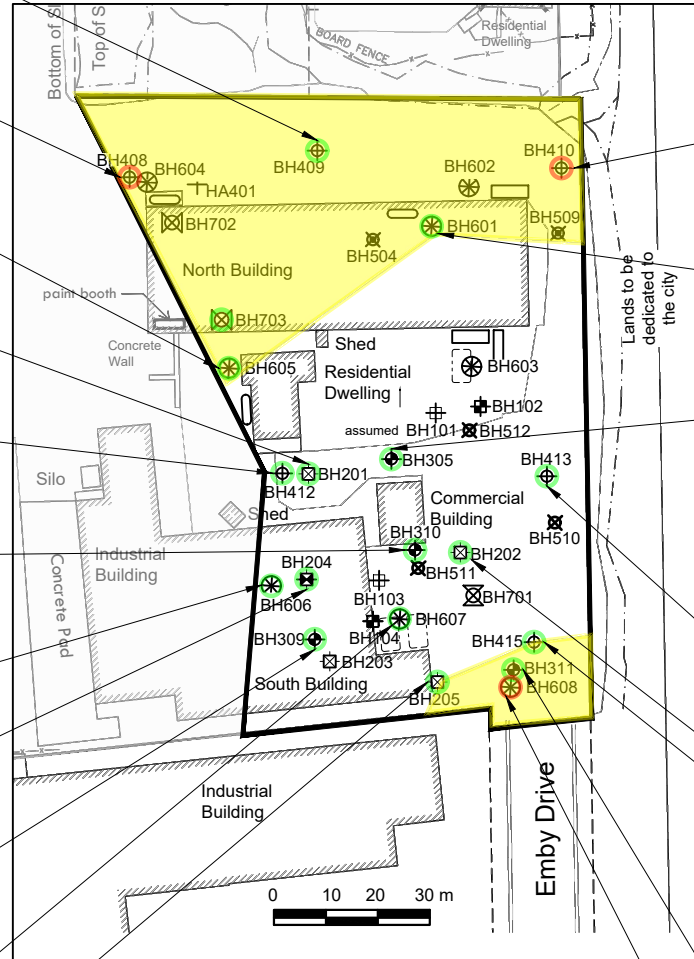 Bottom of Sl
Top of S
BOARD FENCE
Residential
Dwelling
BH408
BH604
HA401
BH409
BH602
BH410
BH702
BH601
BH509
BH504
North Building
Lands to be
dedicated to
the city
paint booth
BH703
Concrete
Wall
Shed
BH605
Residential
Dwelling
BH603
BH102
BH101
BH512
assumed
BH305
BH201
BH412
BH413
Silo
Shed
Commercial
Building
BH510
BH310
Industrial
Building
BH204
BH202
BH511
Concrete Pad
BH606
BH103
BH701
BH607
BH104
BH309
BH415
BH203
BH311
South Building
BH205
BH608
Industrial
Building
Emby Drive
0 10 20 30 m